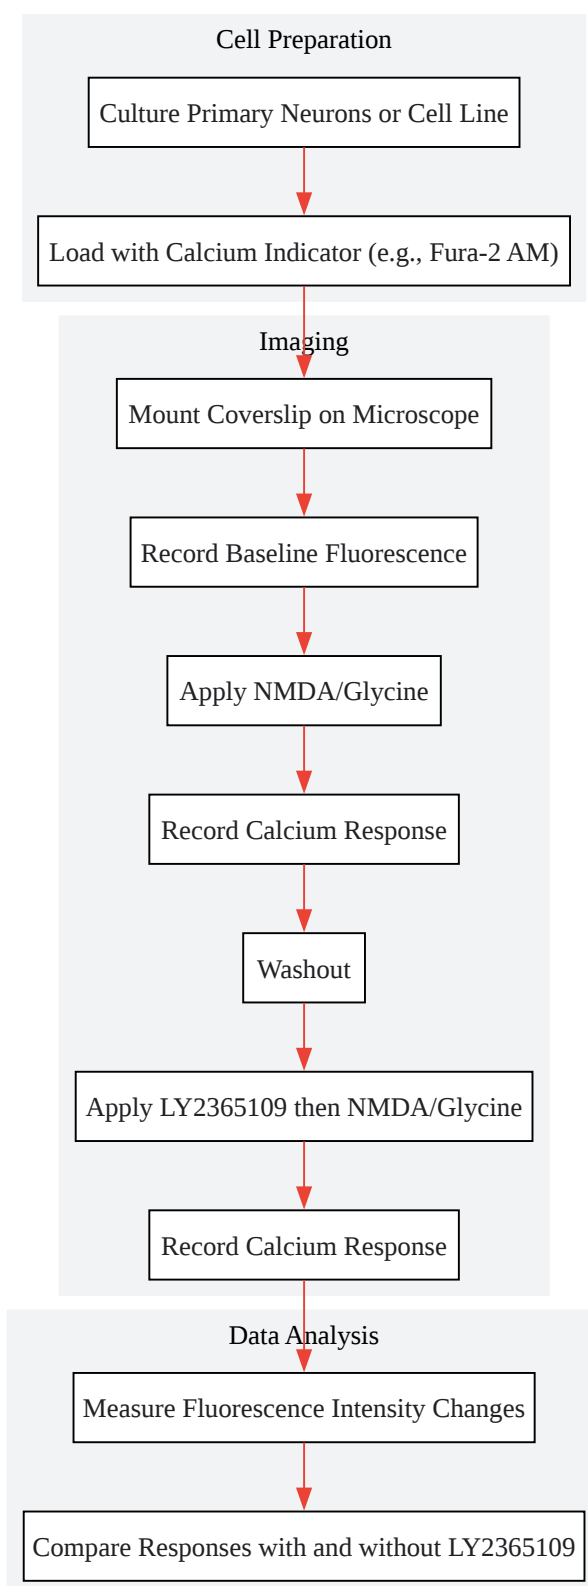 Cell Preparation
Culture Primary Neurons or Cell Line
Load with Calcium Indicator (e.g., Fura-2 AM)
Imaging
Mount Coverslip on Microscope
Record Baseline Fluorescence
Apply NMDA/Glycine
Record Calcium Response
Washout
Apply LY2365109 then NMDA/Glycine
Record Calcium Response
Data Analysis
Measure Fluorescence Intensity Changes
Compare Responses with and without LY2365109